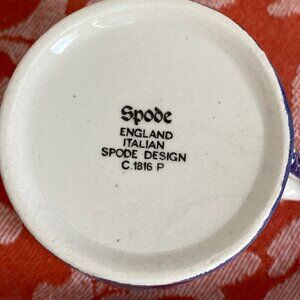 Spode
ENGLAND
ITALIAN
SPODE DESIGN
C.1816 P